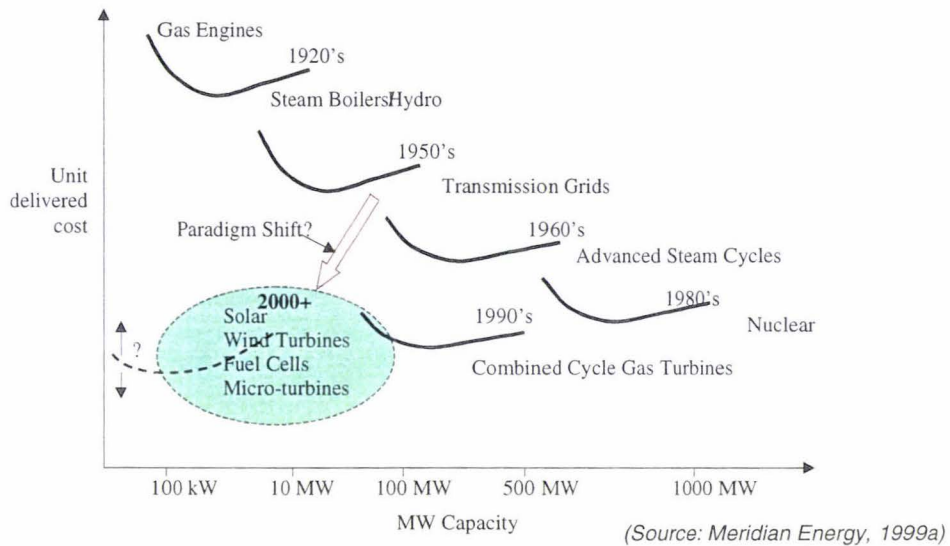 Gas Engines
1920's
Steam BoilersHydro
1950's
Unit
delivered
cost
Transmission Grids
Paradigm Shift?
1960's
Advanced Steam Cycles
2000+
Solar
1980's
1990's
Nuclear
Wind Turbines
?
Fuel Cells
Combined Cycle Gas Turbines
Micro-turbines
100 kW
10 MW
100 MW
500 MW
1000 MW
MW Capacity
(Source: Meridian Energy, 1999a)